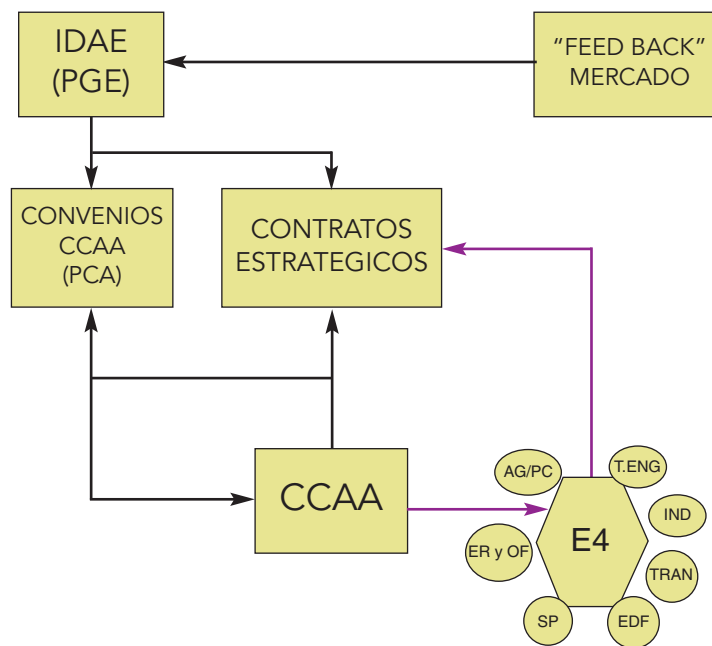 IDAE
(PGE)
“FEED BACK”
MERCADO
CONVENIOS
CCAA
(PCA)
CONTRATOS
ESTRATEGICOS
CCAA
AG/PC
T.ENG
IND
ER y OF
E4
TRAN
SP
EDF